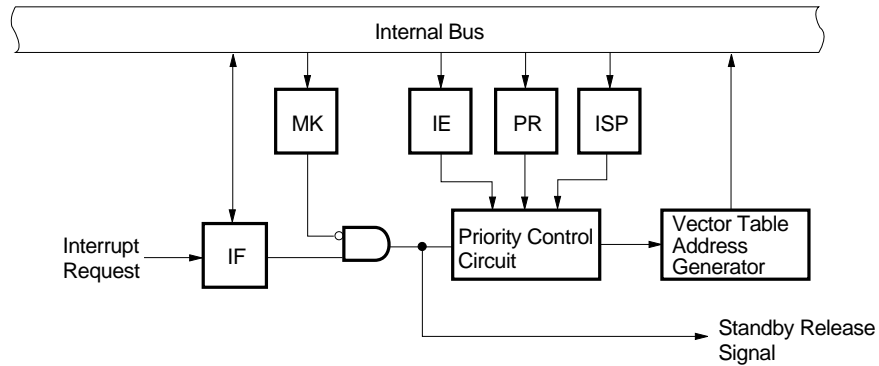 Internal Bus
MK
IE
PR
ISP
Interrupt
Request
IF
Priority Control
Circuit
Vector Table
Address
Generator
Standby Release
Signal